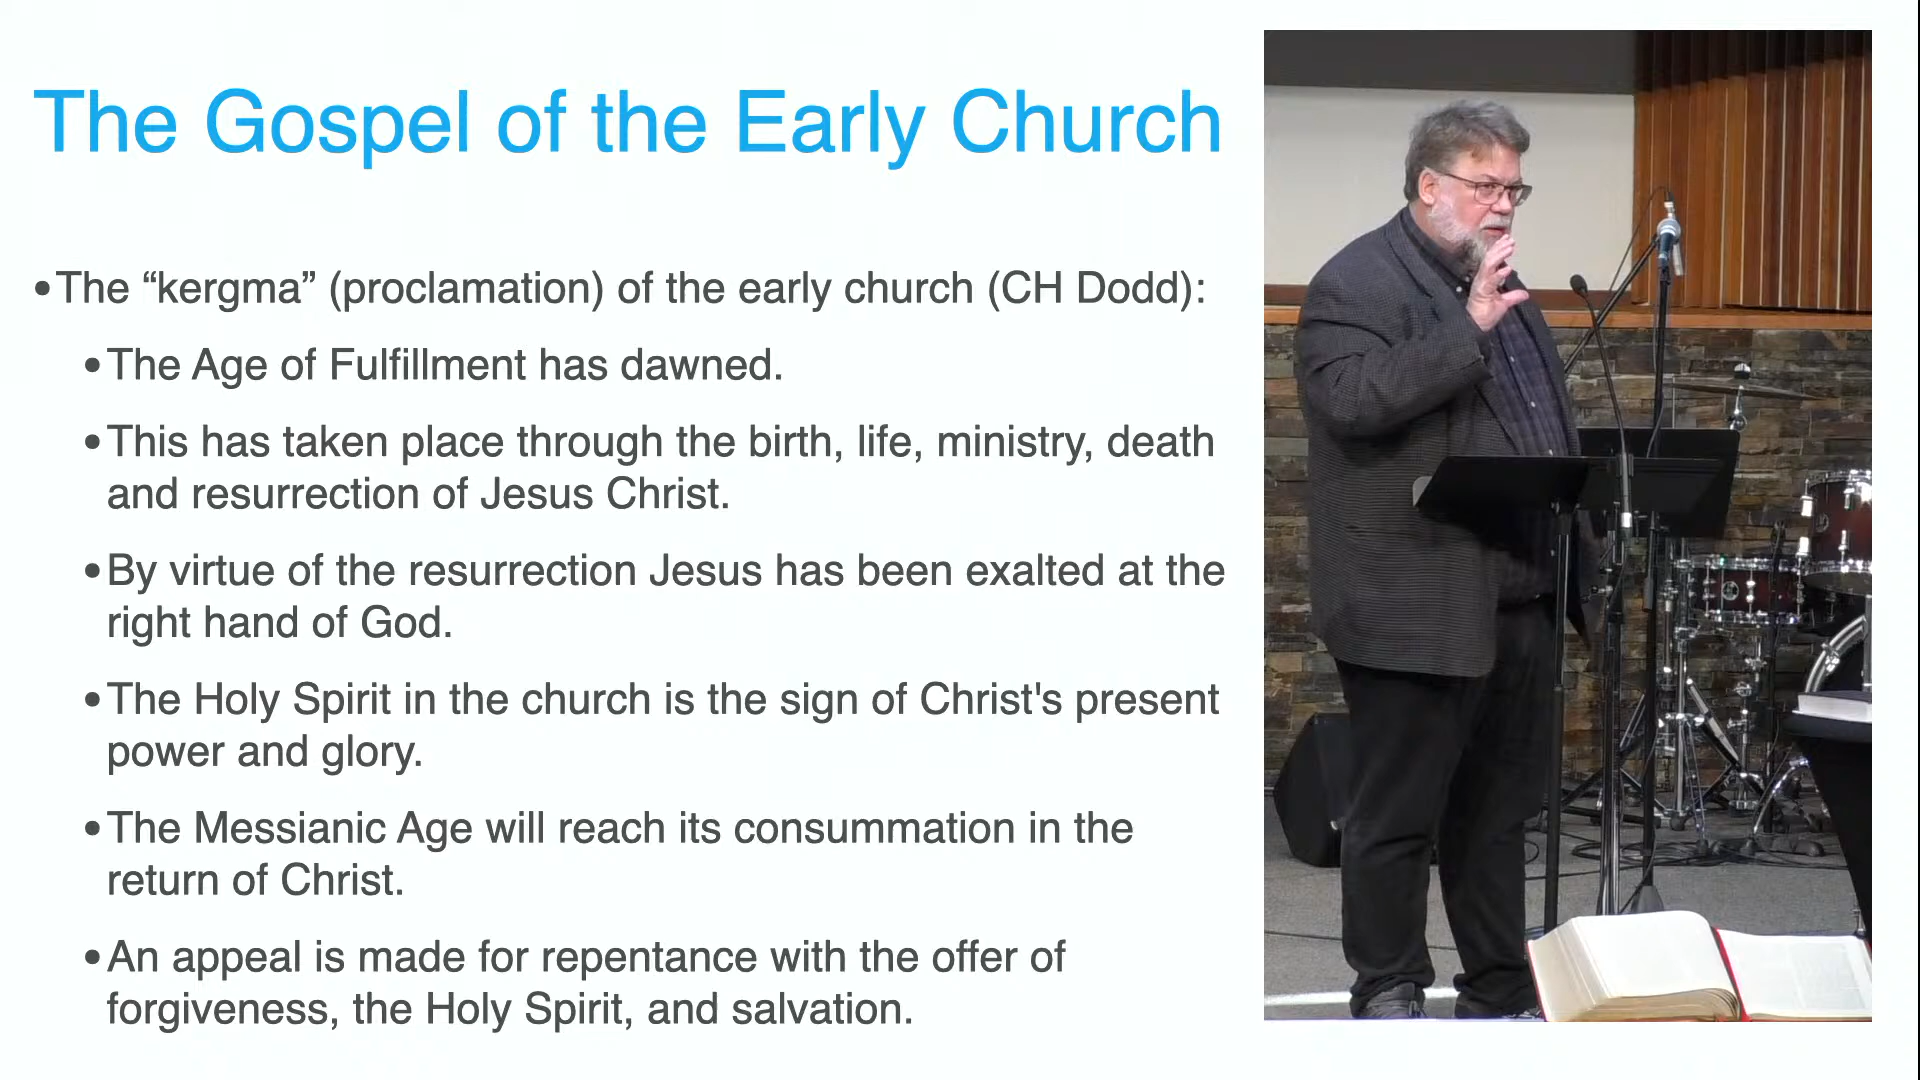 The Gospel of the Early Church
•The “kergma” (proclamation) of the early church (CH Dodd):
•The Age of Fulfillment has dawned.
•This has taken place through the birth, life, ministry, death
and resurrection of Jesus Christ.
•By virtue of the resurrection Jesus has been exalted at the
right hand of God.
•The Holy Spirit in the church is the sign of Christ's present
power and glory.
•The Messianic Age will reach its consummation in the
return of Christ.
•An appeal is made for repentance with the offer of
forgiveness, the Holy Spirit, and salvation.